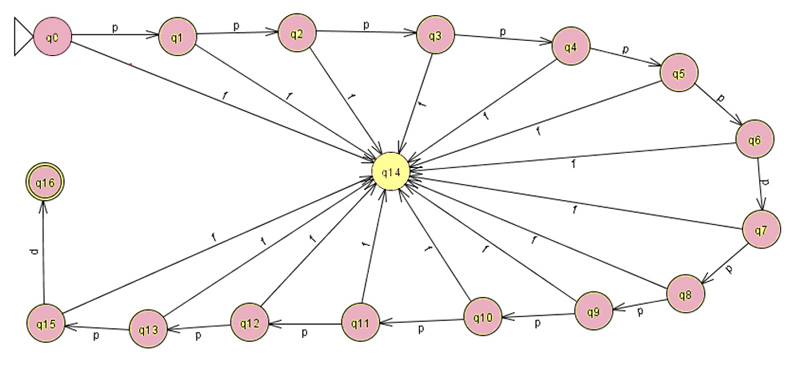 q0 p q1 p q2 p q3 p q4 p q5
p q6
f f f f f f f
p
q14
q16
f
q7
p
p f f f f f f f
q8
q15 p q13 p q12 p q11 p q10 p q9 p